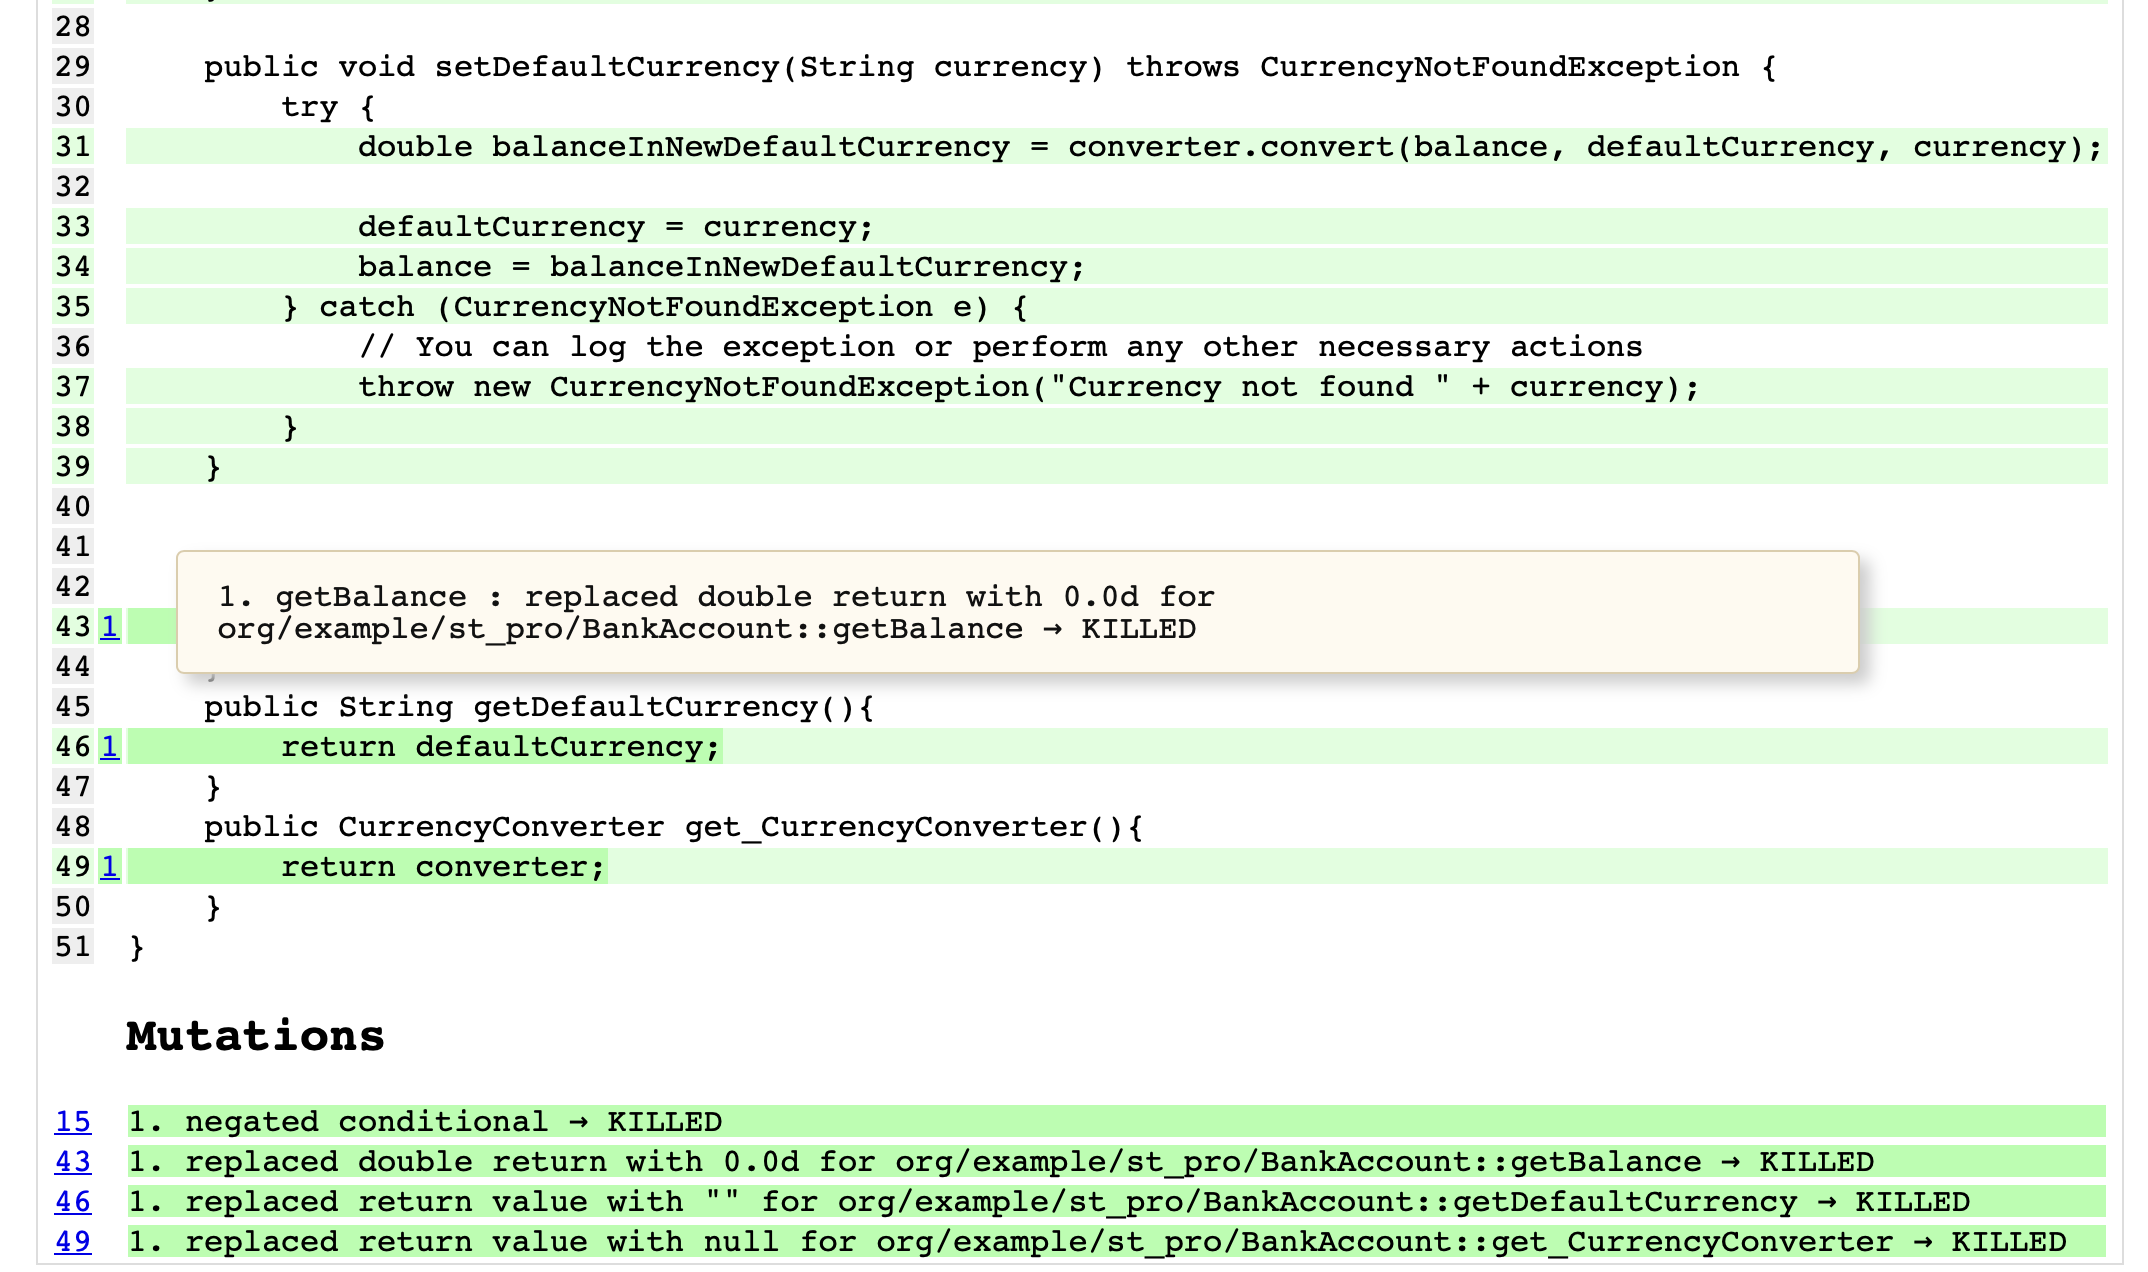 28
29 public void setDefaultCurrency(String currency) throws CurrencyNotFoundException {
30 try {
31 double balanceInNewDefaultCurrency = converter.convert(balance, defaultCurrency, currency);
32
33 defaultCurrency = currency;
34 balance = balanceInNewDefaultCurrency;
35 } catch (CurrencyNotFoundException e) {
36 // You can log the exception or perform any other necessary actions
37 throw new CurrencyNotFoundException("Currency not found " + currency);
38 }
39 }
40
41
42
1. getBalance : replaced double return with 0.0d for
43 1
org/example/st_pro/BankAccount::getBalance → KILLED
44
45 public String getDefaultCurrency(){
46 1 return defaultCurrency;
47 }
48 public CurrencyConverter get_CurrencyConverter(){
49 1 return converter;
50 }
51 }
Mutations
15 1. negated conditional → KILLED
43 1. replaced double return with 0.0d for org/example/st_pro/BankAccount::getBalance → KILLED
46 1. replaced return value with "" for org/example/st_pro/BankAccount::getDefaultCurrency → KILLED
49 1. replaced return value with null for org/example/st_pro/BankAccount::get_CurrencyConverter → KILLED